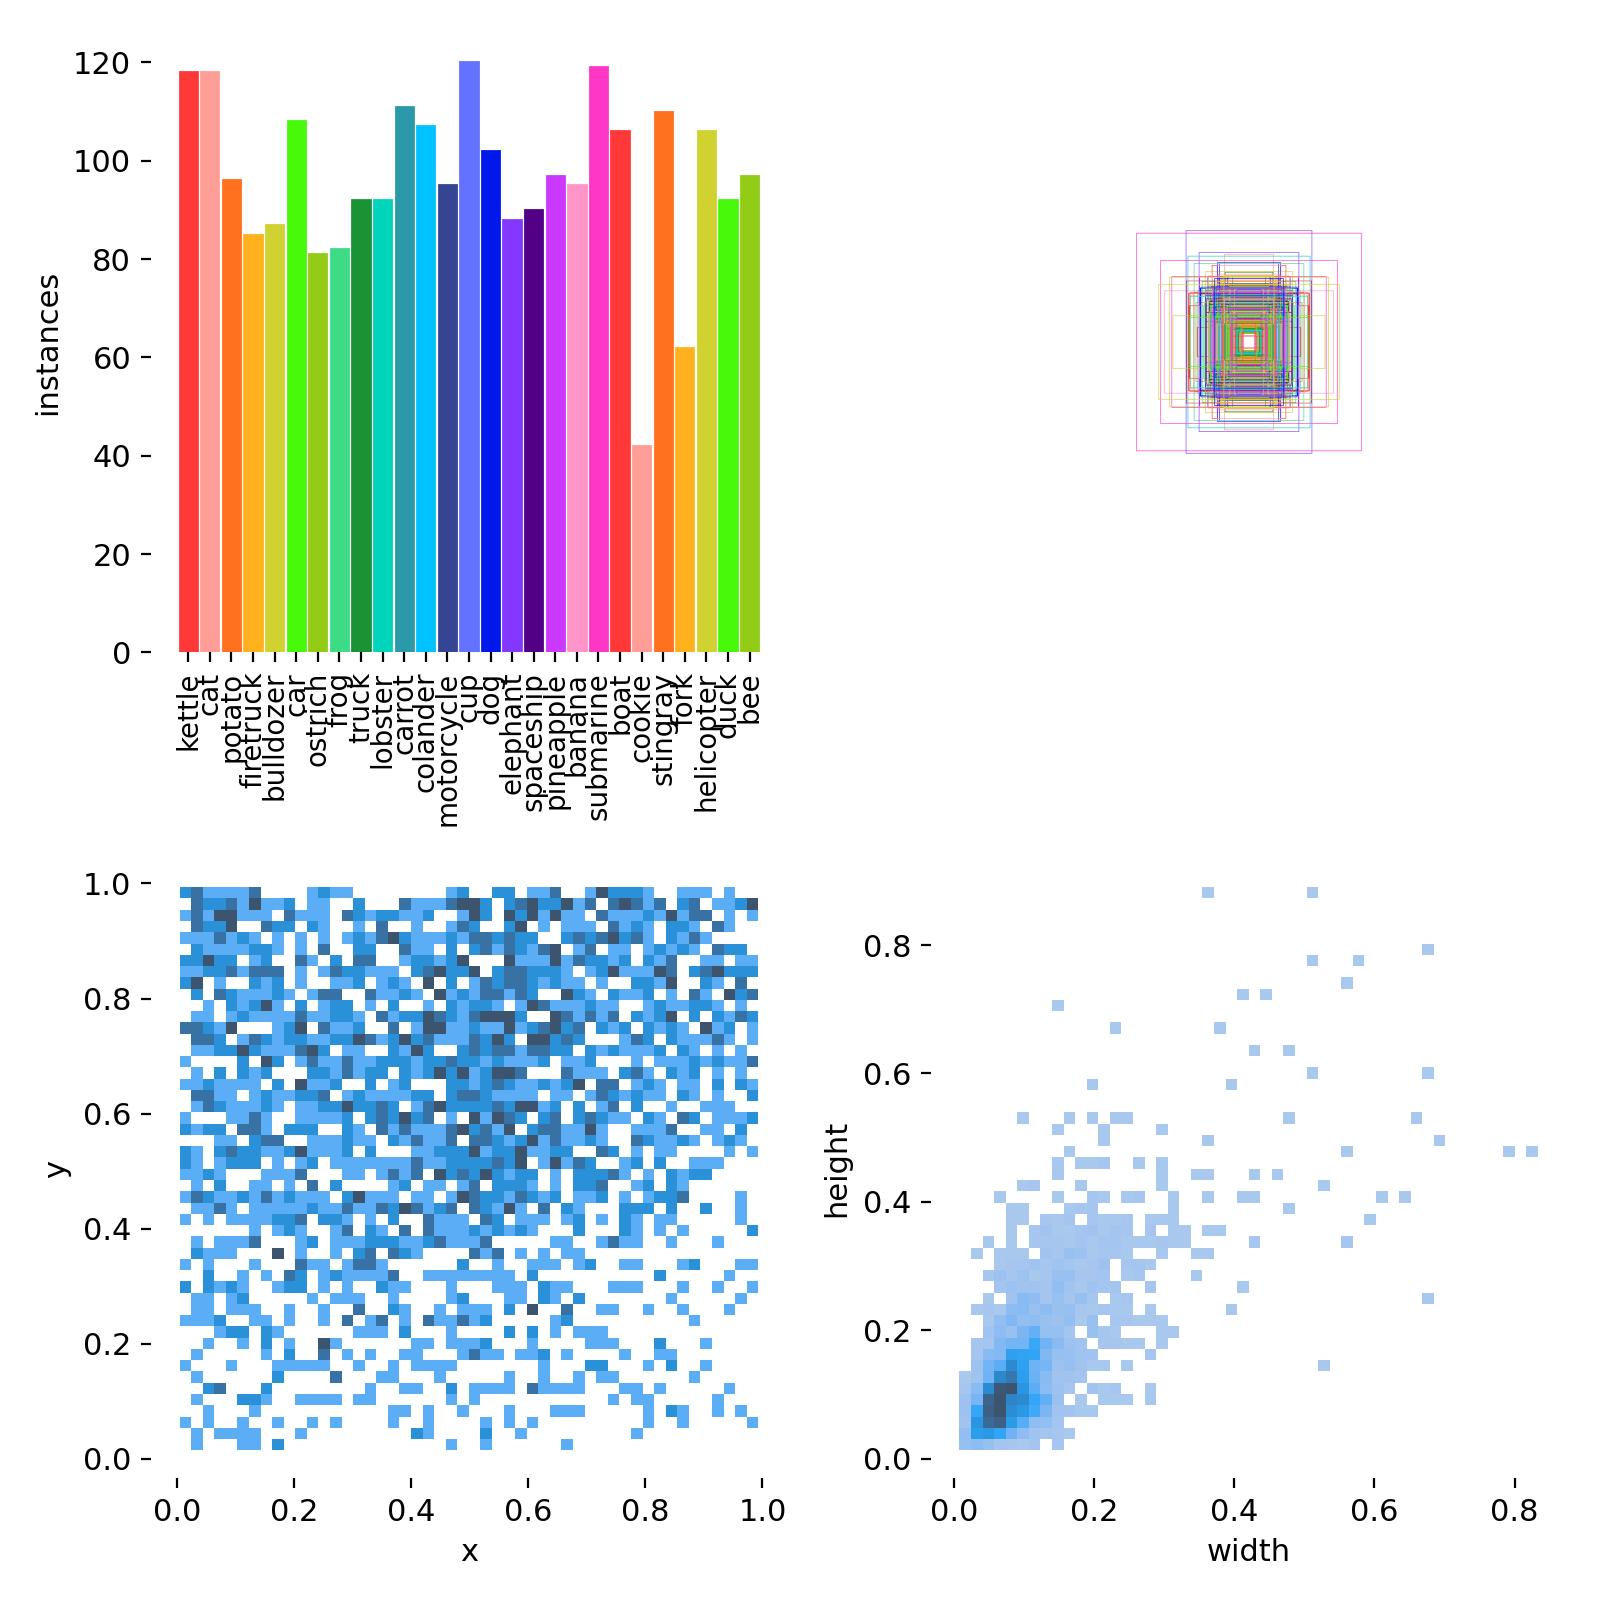 instances
120
100
80
60
40
20
0
kettle
cat
potato
firetruck
bulldozer
car
ostrich
frog
truck
lobster
carrot
colander
motorcycle
cup
dog
elephant
spaceship
pineapple
banana
submarine
boat
cookie
stingray
fork
helicopter
duck
bee
y
1.0
0.8
0.6
0.4
0.2
0.0
0.0 0.2 0.4 0.6 0.8 1.0
x
height
0.8
0.6
0.4
0.2
0.0
0.0 0.2 0.4 0.6 0.8
width